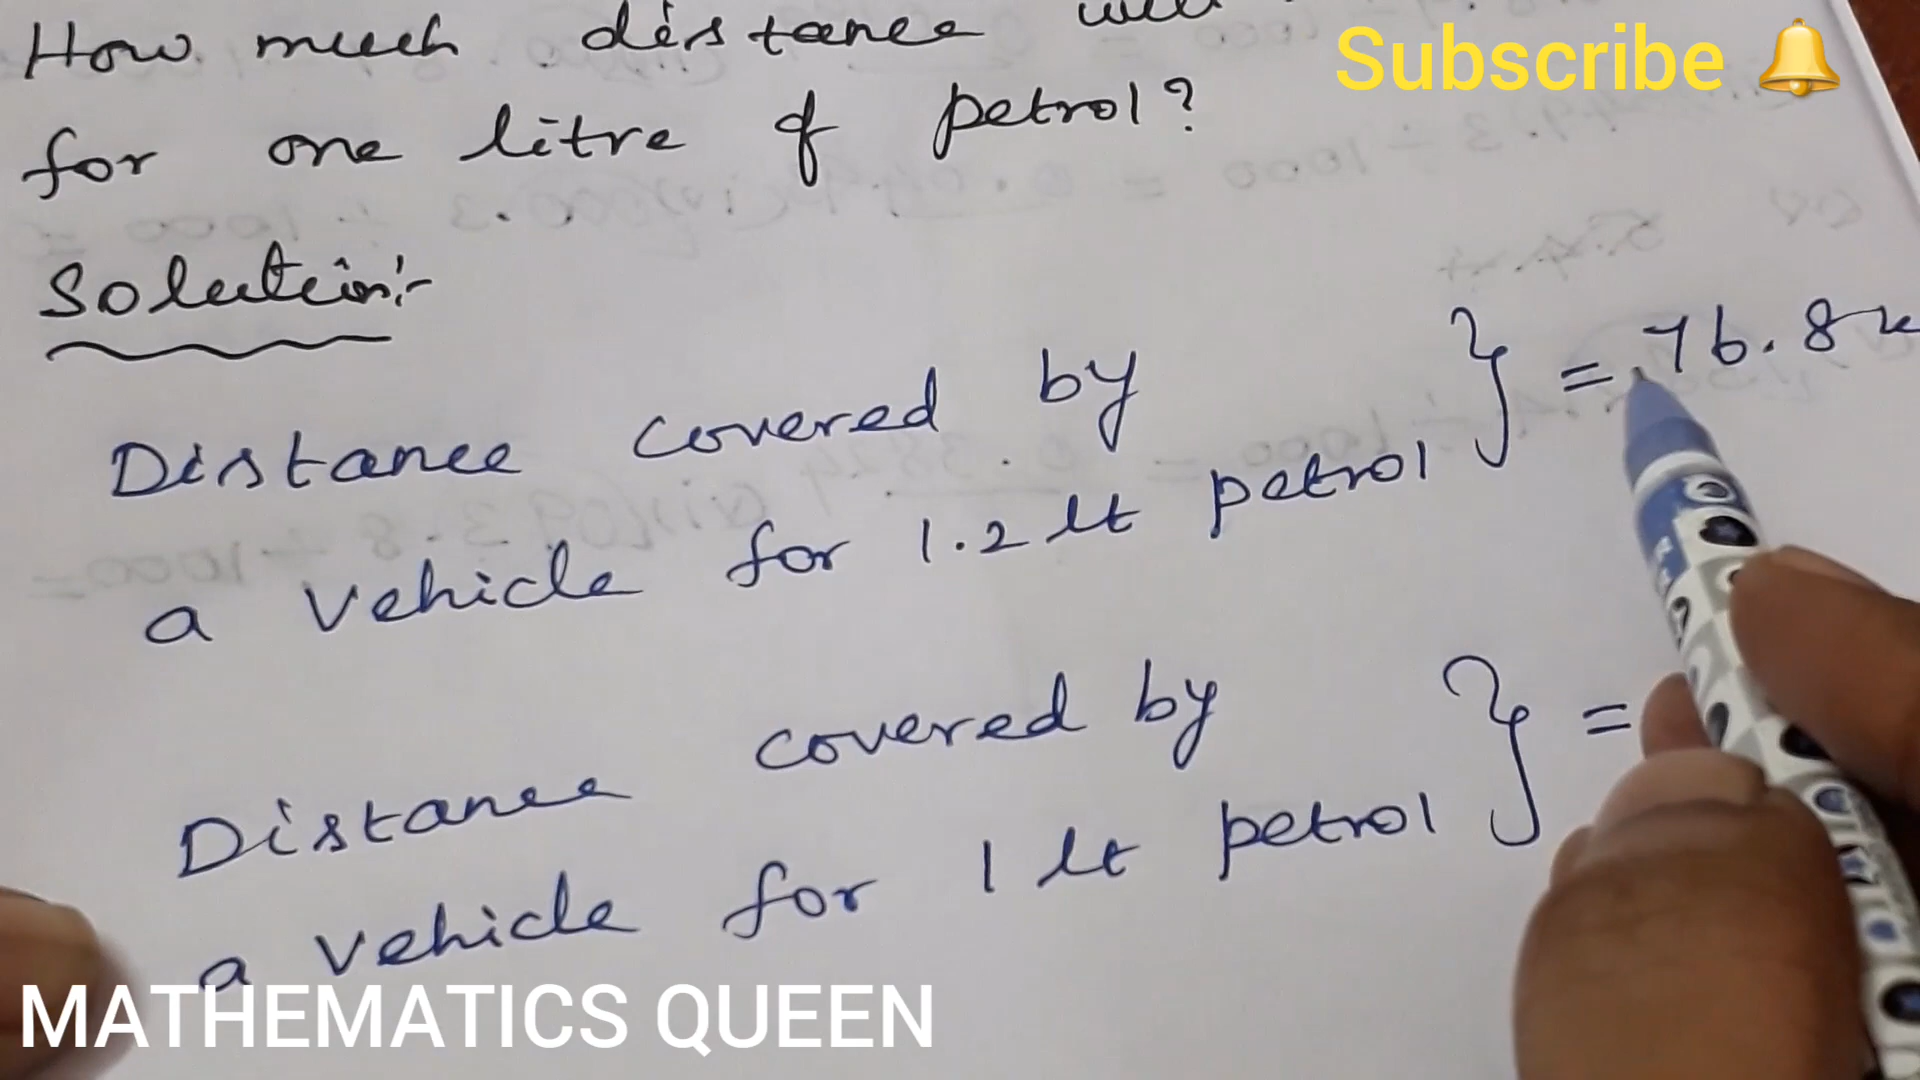 How much distance
Subscribe 🔔
for one litre of petrol?
Solution:-
Distance covered by
a vehicle for 1.2 lt petrol } = 76.8
Distance covered by
a vehicle for 1 lt petrol } =
MATHEMATICS QUEEN